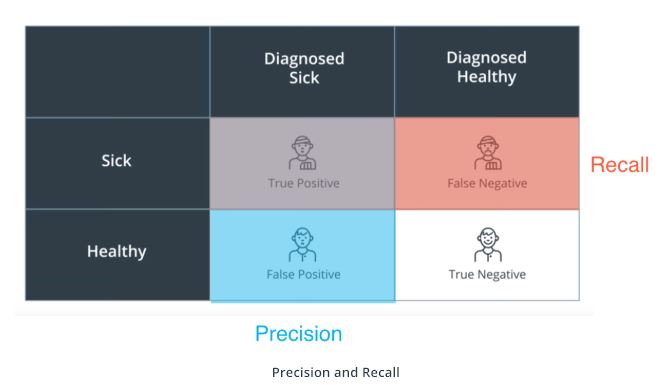 Diagnosed
Sick
Diagnosed
Healthy
Sick
True Positive
False Negative
Recall
Healthy
False Positive
True Negative
Precision
Precision and Recall